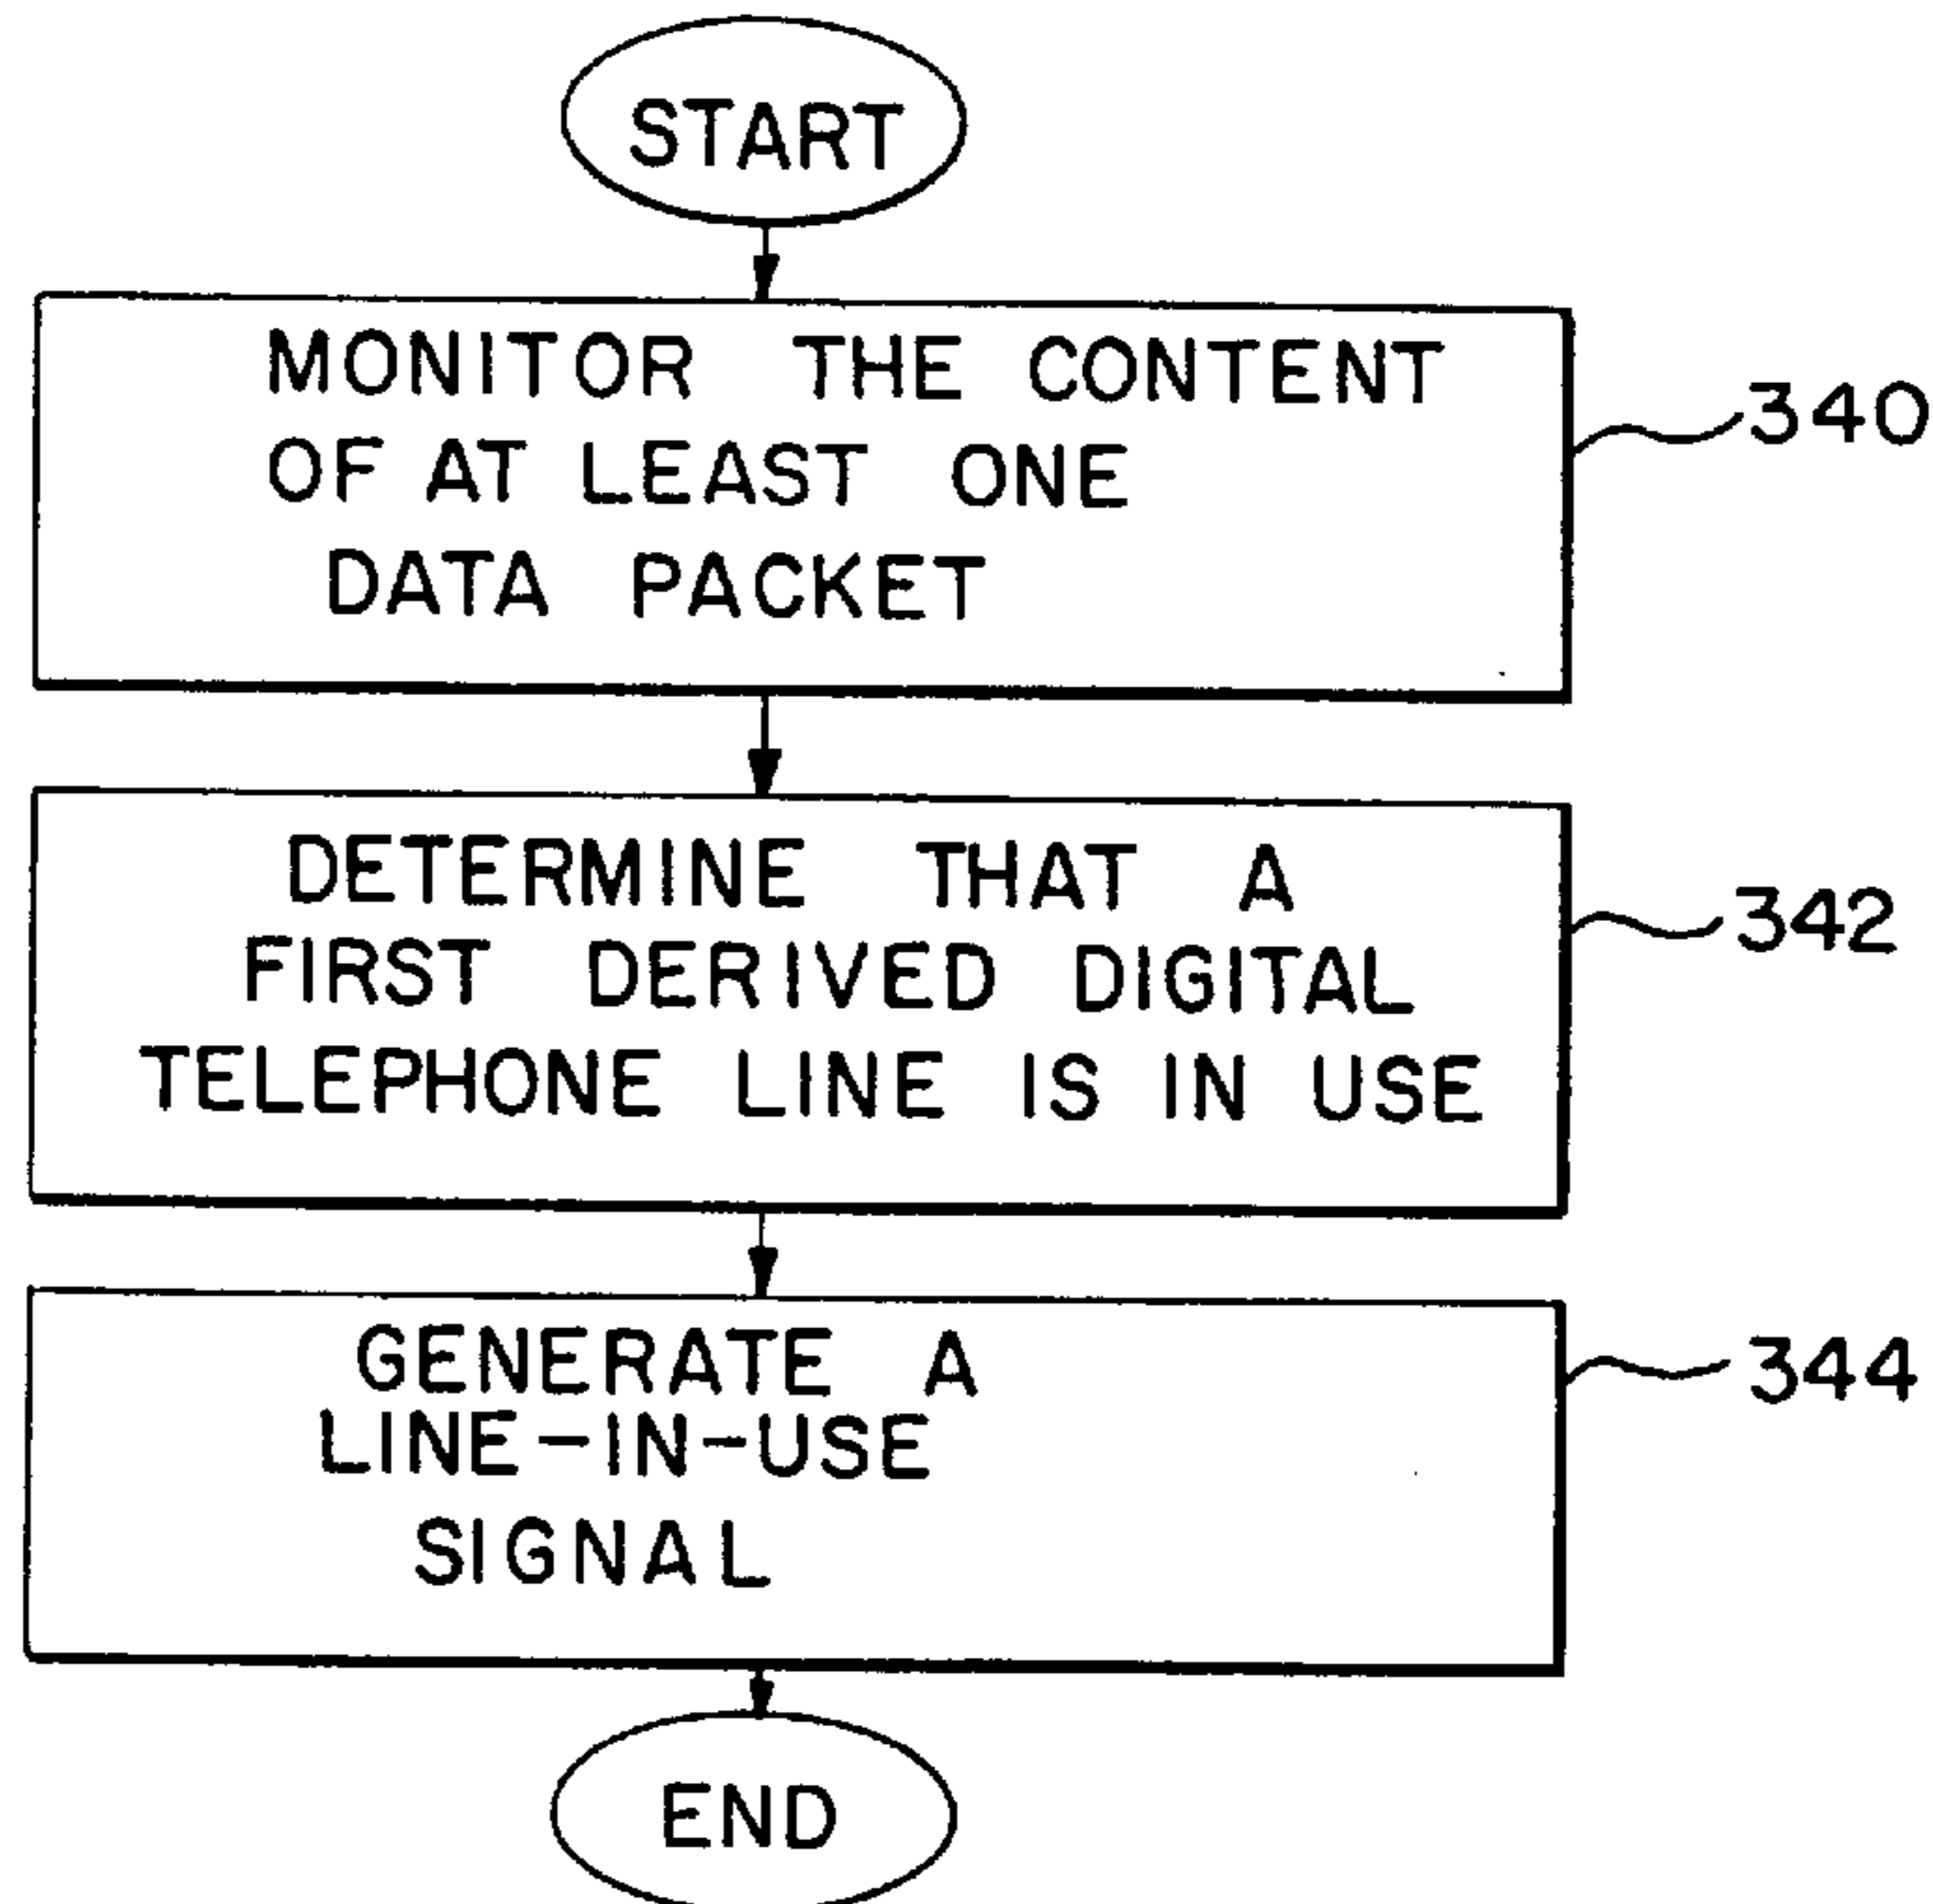 START
MONITOR THE CONTENT
OF AT LEAST ONE
DATA PACKET
340
DETERMINE THAT A
FIRST DERIVED DIGITAL
TELEPHONE LINE IS IN USE
342
GENERATE A
LINE-IN-USE
SIGNAL
344
END